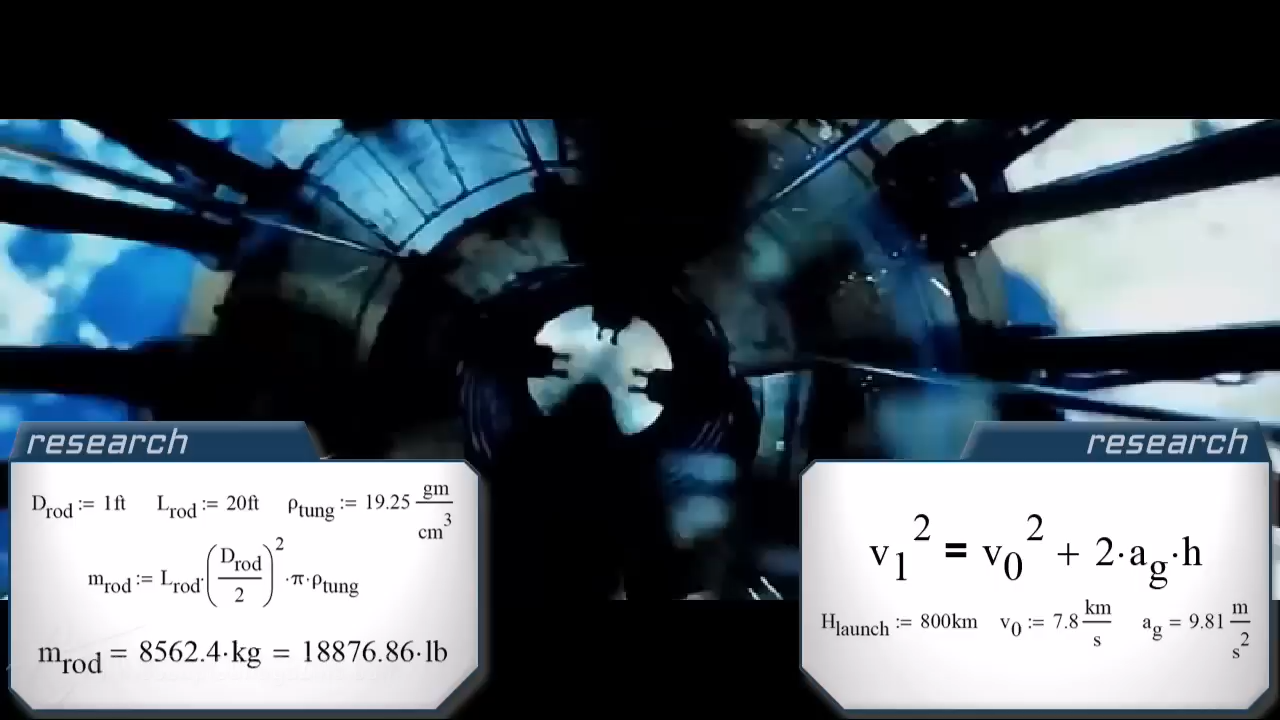 research
D_rod := 1ft L_rod := 20ft ρ_tung := 19.25 gm/cm^3
m_rod := L_rod·(D_rod/2)^2·π·ρ_tung
m_rod = 8562.4·kg = 18876.86·lb
research
v_1^2 = v_0^2 + 2·a_g·h
H_launch := 800km v_0 := 7.8 km/s a_g = 9.81 m/s^2